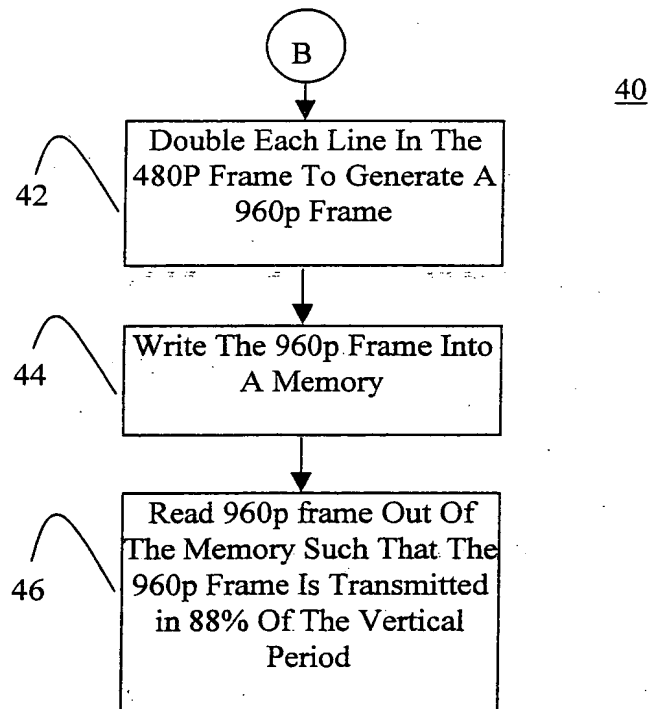 B
40
Double Each Line In The
480P Frame To Generate A
960p Frame
42
Write The 960p Frame Into
A Memory
44
Read 960p frame Out Of
The Memory Such That The
960p Frame Is Transmitted
in 88% Of The Vertical
Period
46